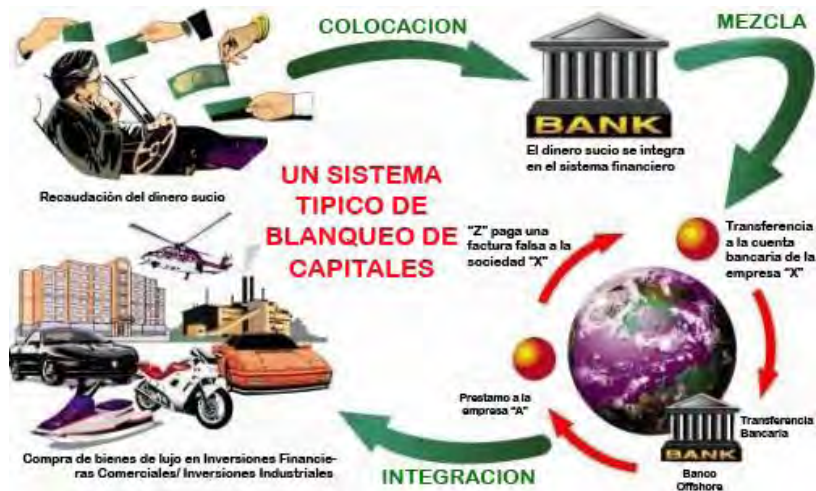 COLOCACION
MEZCLA
BANK
El dinero sucio se integra
en el sistema financiero
Recaudación del dinero sucio
UN SISTEMA
TIPICO DE
BLANQUEO DE
CAPITALES
"Z" paga una
factura falsa a la
sociedad "X"
Transferencia
a la cuenta
bancaria de la
empresa "X"
Prestamo a la
empresa "A"
Transferencia
Bancaria
BANK
Banco
Offshore
Compra de bienes de lujo en Inversiones Financie-
ras Comerciales/ Inversiones Industriales
INTEGRACION